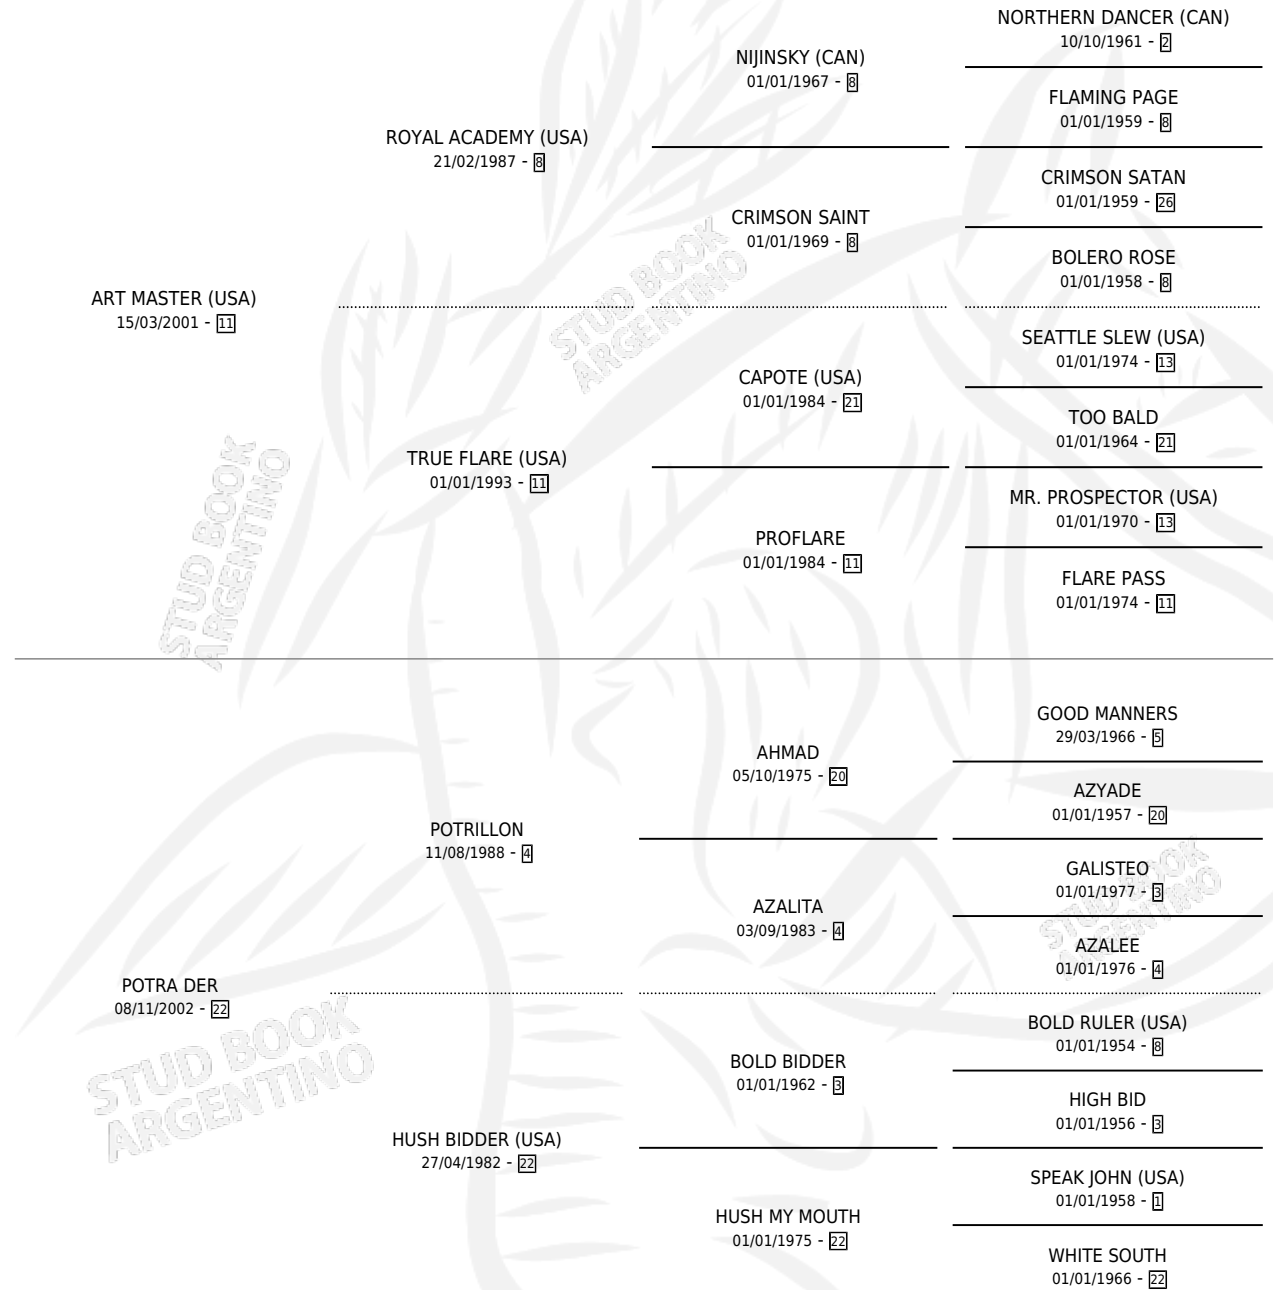 NORTHERN DANCER (CAN)
10/10/1961 - 2
NIJINSKY (CAN)
01/01/1967 - 8
FLAMING PAGE
01/01/1959 - 8
ROYAL ACADEMY (USA)
21/02/1987 - 8
CRIMSON SATAN
01/01/1959 - 26
CRIMSON SAINT
01/01/1969 - 8
BOLERO ROSE
01/01/1958 - 8
ART MASTER (USA)
15/03/2001 - 11
SEATTLE SLEW (USA)
01/01/1974 - 13
CAPOTE (USA)
01/01/1984 - 21
TOO BALD
01/01/1964 - 21
TRUE FLARE (USA)
01/01/1993 - 11
MR. PROSPECTOR (USA)
01/01/1970 - 13
PROFLARE
01/01/1984 - 11
FLARE PASS
01/01/1974 - 11
GOOD MANNERS
29/03/1966 - 5
AHMAD
05/10/1975 - 20
AZYADE
01/01/1957 - 20
POTRILLON
11/08/1988 - 4
GALISTEO
01/01/1977 - 3
AZALITA
03/09/1983 - 4
AZALEE
01/01/1976 - 4
POTRA DER
08/11/2002 - 22
BOLD RULER (USA)
01/01/1954 - 8
BOLD BIDDER
01/01/1962 - 3
HIGH BID
01/01/1956 - 3
HUSH BIDDER (USA)
27/04/1982 - 22
SPEAK JOHN (USA)
01/01/1958 - 1
HUSH MY MOUTH
01/01/1975 - 22
WHITE SOUTH
01/01/1966 - 22
STUD BOOK
ARGENTINO
STUD BOOK
ARGENTINO
STUD BOOK
ARGENTINO
STUD BOOK
ARGENTINO